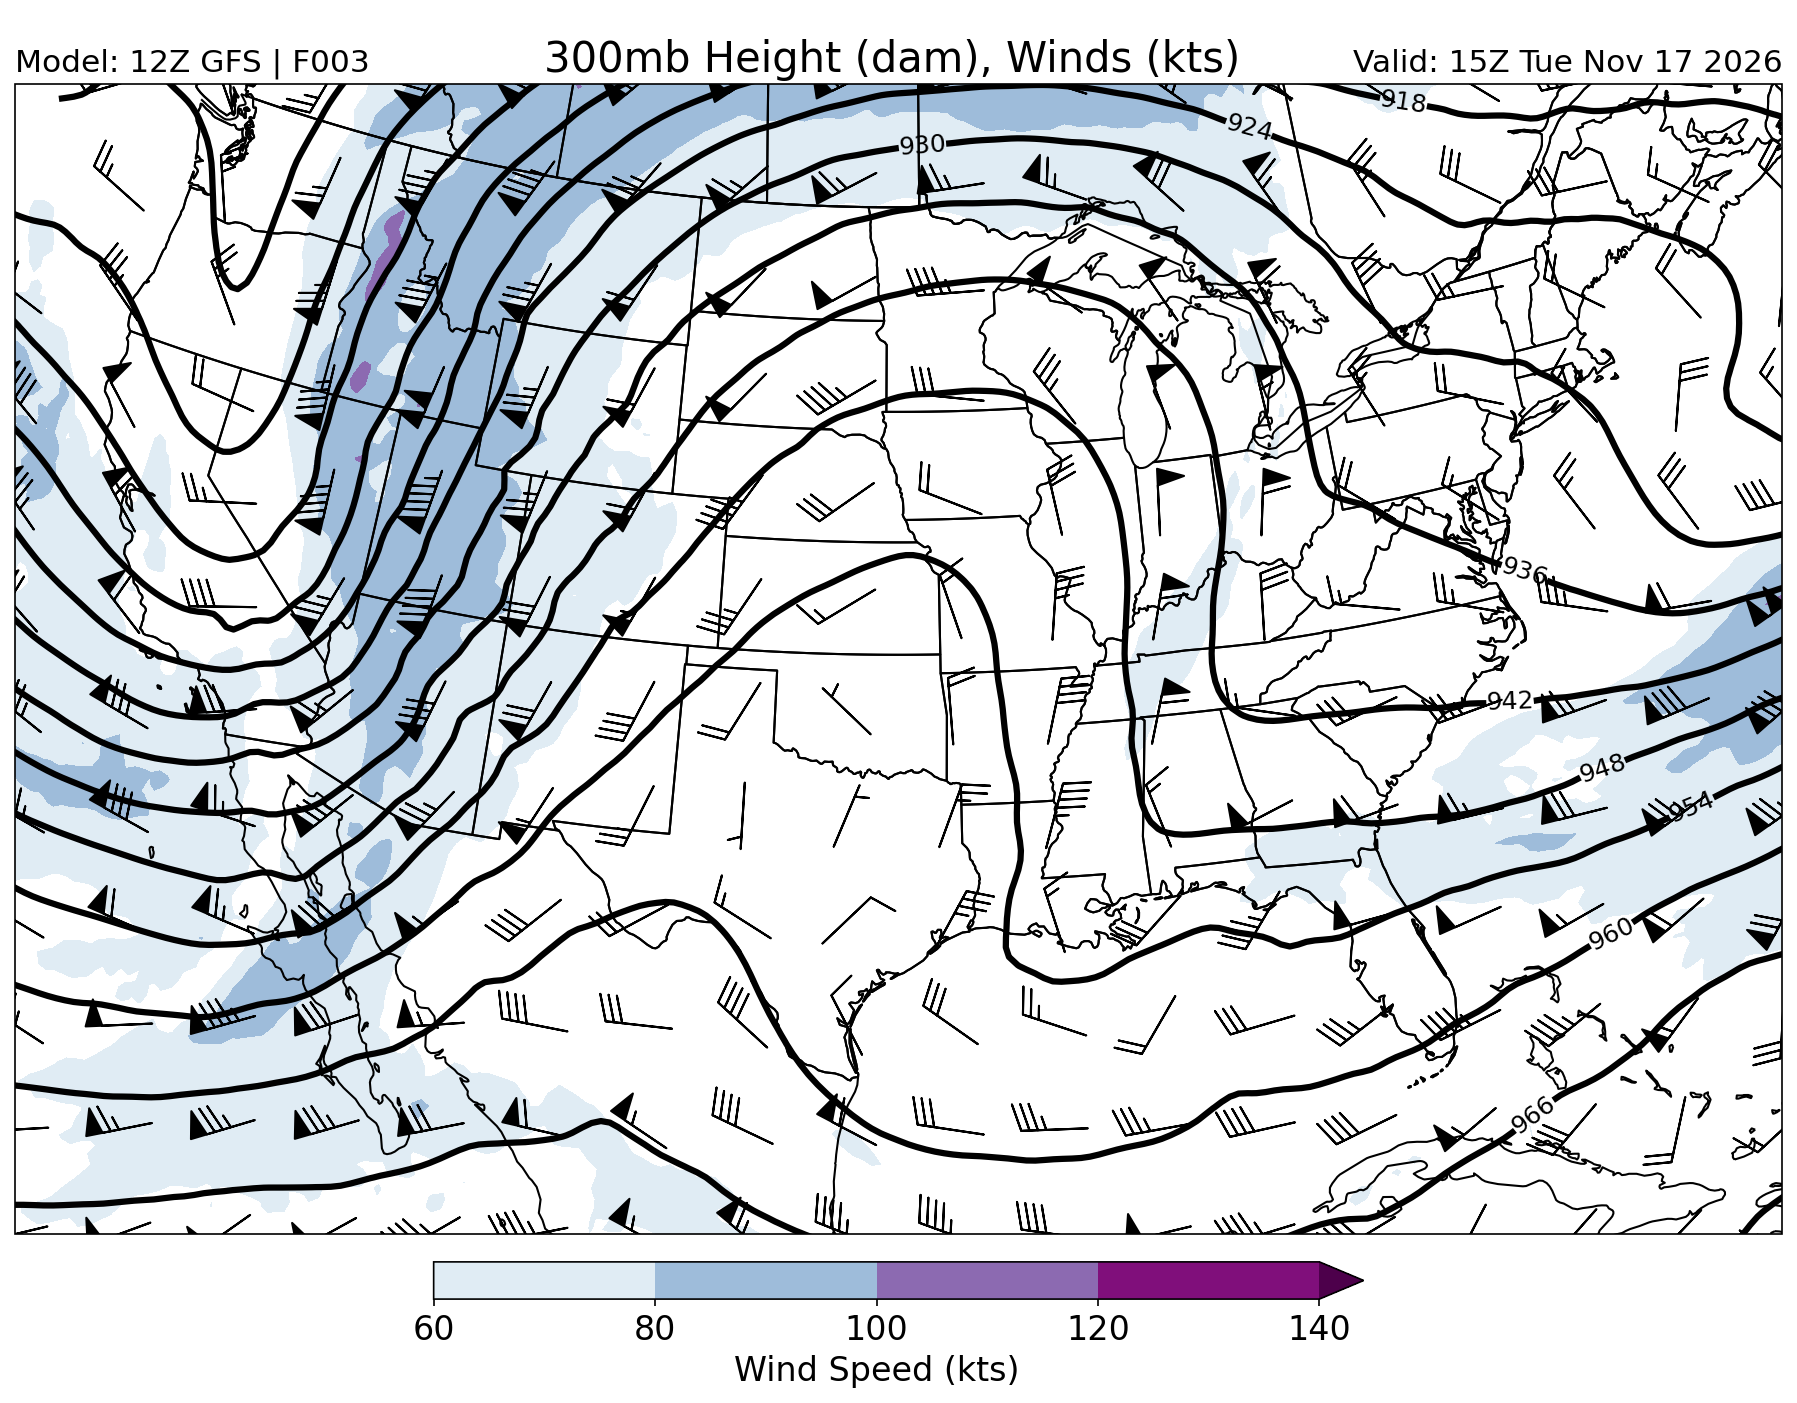 Model: 12Z GFS | F003
300mb Height (dam), Winds (kts)
Valid: 15Z Tue Nov 17 2026
918
924
930
936
942
948
954
960
966
60 80 100 120 140
Wind Speed (kts)